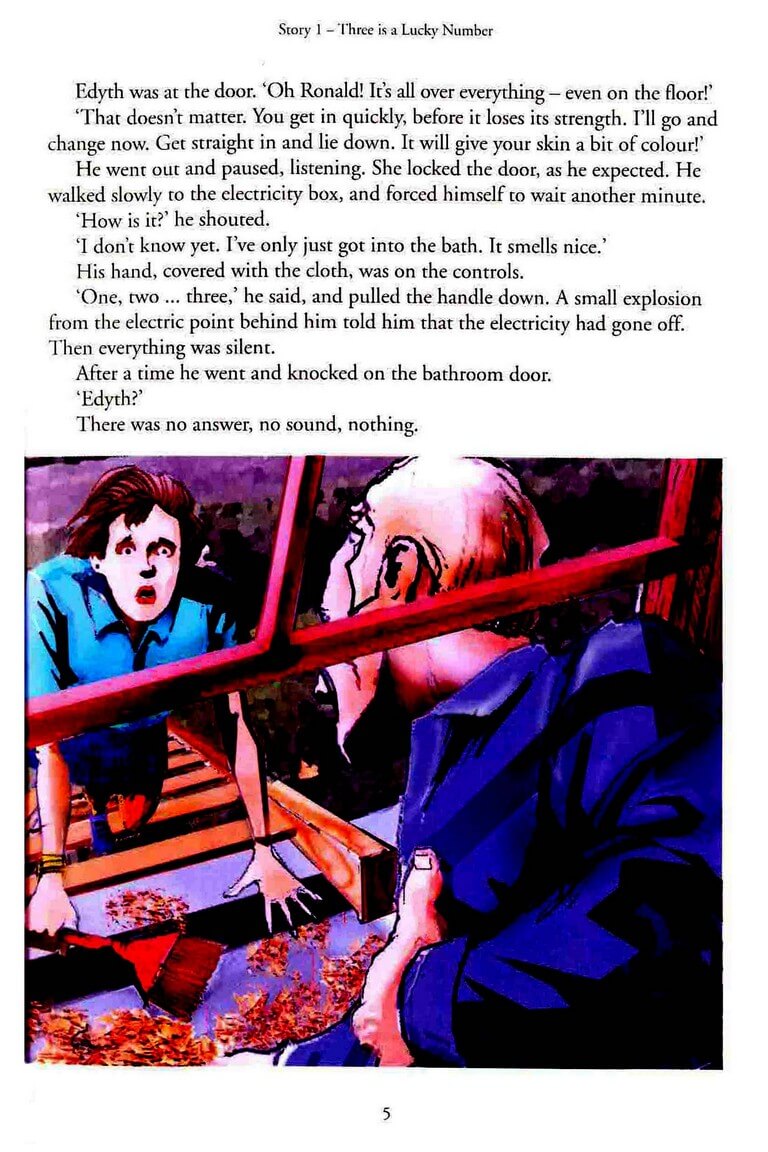 Story 1 – Three is a Lucky Number
Edyth was at the door. ‘Oh Ronald! It’s all over everything – even on the floor!’
‘That doesn’t matter. You get in quickly, before it loses its strength. I’ll go and
change now. Get straight in and lie down. It will give your skin a bit of colour!’
He went out and paused, listening. She locked the door, as he expected. He
walked slowly to the electricity box, and forced himself to wait another minute.
‘How is it?’ he shouted.
‘I don’t know yet. I’ve only just got into the bath. It smells nice.’
His hand, covered with the cloth, was on the controls.
‘One, two ... three,’ he said, and pulled the handle down. A small explosion
from the electric point behind him told him that the electricity had gone off.
Then everything was silent.
After a time he went and knocked on the bathroom door.
‘Edyth?’
There was no answer, no sound, nothing.
5